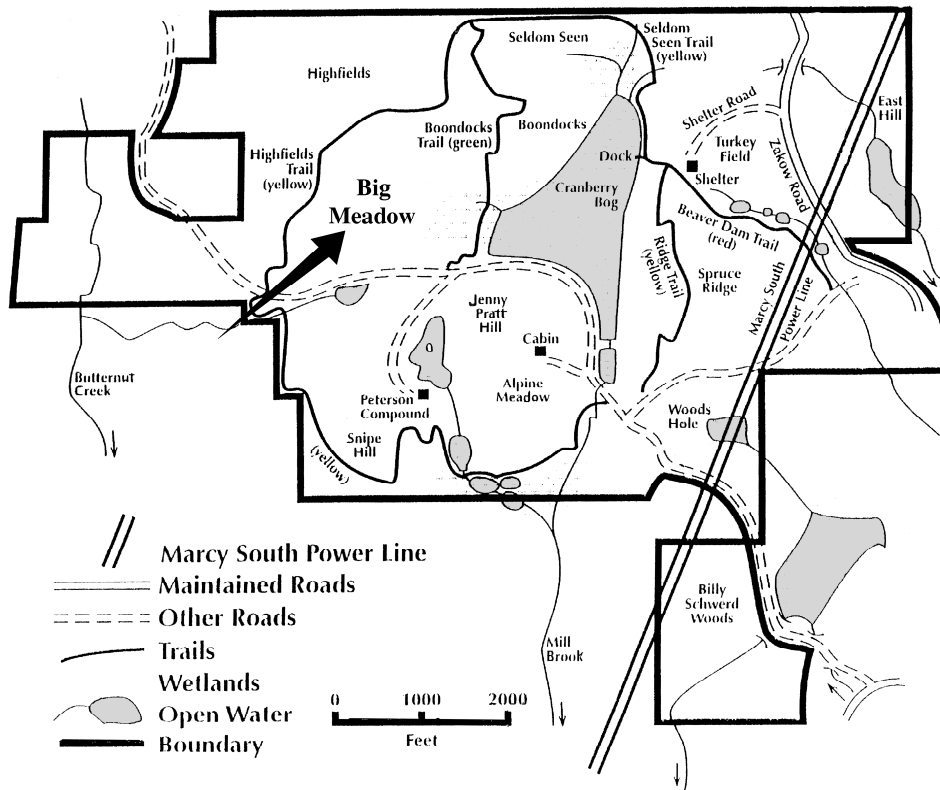 Seldom Seen
Seldom
Seen Trail
(yellow)
Highfields
East
Hill
Shelter Road
Boondocks
Trail (green)
Boondocks
Turkey
Field
Zakow Road
Highfields
Trail
(yellow)
Dock
Shelter
Big
Meadow
Cranberry
Bog
Beaver Dam Trail
(red)
Ridge Trail
(yellow)
Spruce
Ridge
Marcy South
Power Line
Jenny
Pratt
Hill
Cabin
Butternut
Creek
Peterson
Compound
Alpine
Meadow
Woods
Hole
Snipe
Hill
(yellow)
Marcy South Power Line
Maintained Roads
Other Roads
Trails
Wetlands
Open Water
Boundary
0 1000 2000
Feet
Mill
Brook
Billy
Schwerd
Woods